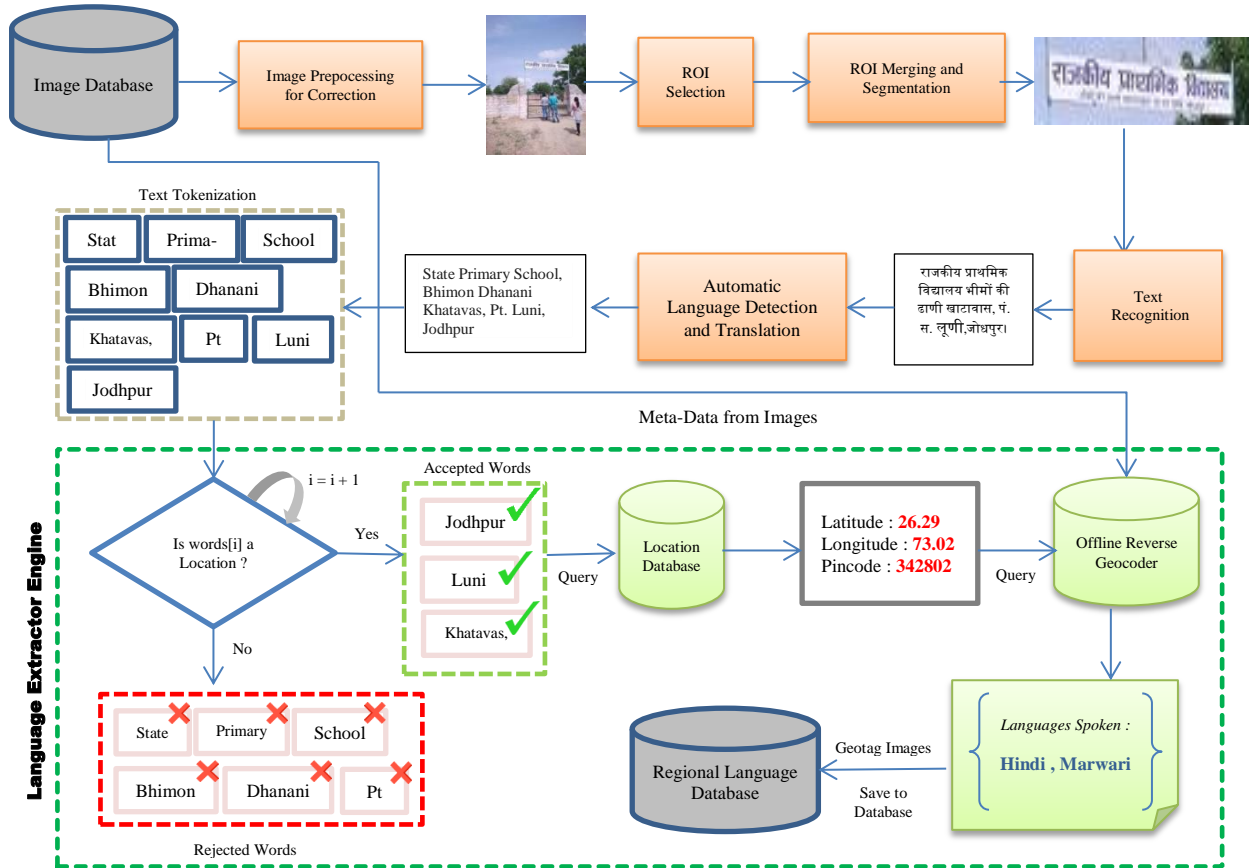 Image Database
Image Prepocessing
for Correction
ROI
Selection
ROI Merging and
Segmentation
राजकीय प्राथमिक विद्यालय
Text Tokenization
Stat
Prima-
School
Bhimon
Dhanani
Khatavas,
Pt
Luni
Jodhpur
State Primary School,
Bhimon Dhanani
Khatavas, Pt. Luni,
Jodhpur
Automatic
Language Detection
and Translation
राजकीय प्राथमिक
विद्यालय भीमों की
ढाणी खाटावास, पं.
स. लूणी,जोधपुर।
Text
Recognition
Meta-Data from Images
Language Extractor Engine
Is words[i] a
Location ?
i = i + 1
Yes
No
Accepted Words
Jodhpur
Luni
Khatavas,
Query
Location
Database
Latitude : 26.29
Longitude : 73.02
Pincode : 342802
Query
Offline Reverse
Geocoder
State
Primary
School
Bhimon
Dhanani
Pt
Rejected Words
Regional Language
Database
Geotag Images
Save to
Database
Languages Spoken :
Hindi , Marwari